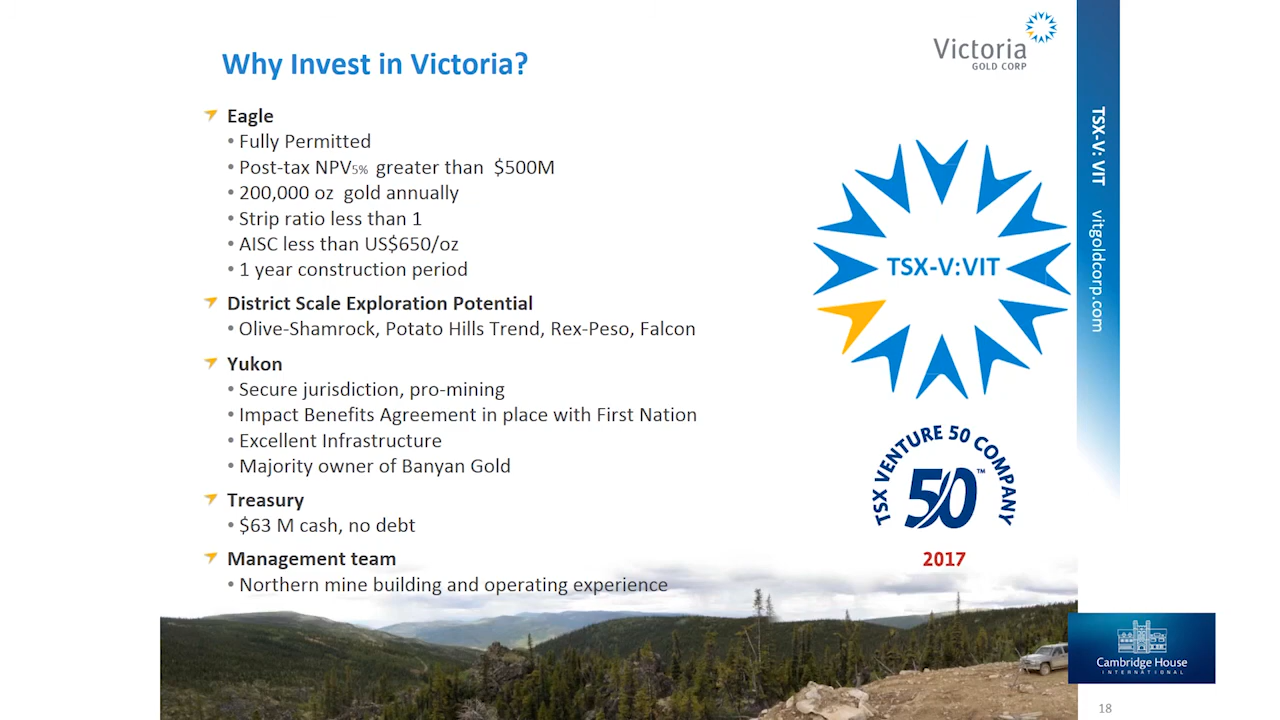 Why Invest in Victoria?
Victoria
GOLD CORP
Eagle
• Fully Permitted
• Post-tax NPV5% greater than $500M
• 200,000 oz gold annually
• Strip ratio less than 1
• AISC less than US$650/oz
• 1 year construction period
District Scale Exploration Potential
• Olive-Shamrock, Potato Hills Trend, Rex-Peso, Falcon
Yukon
• Secure jurisdiction, pro-mining
• Impact Benefits Agreement in place with First Nation
• Excellent Infrastructure
• Majority owner of Banyan Gold
Treasury
• $63 M cash, no debt
Management team
• Northern mine building and operating experience
TSX-V:VIT
TSX VENTURE 50 COMPANY
50™
2017
TSX-V: VIT vitgoldcorp.com
Cambridge House
INTERNATIONAL
18